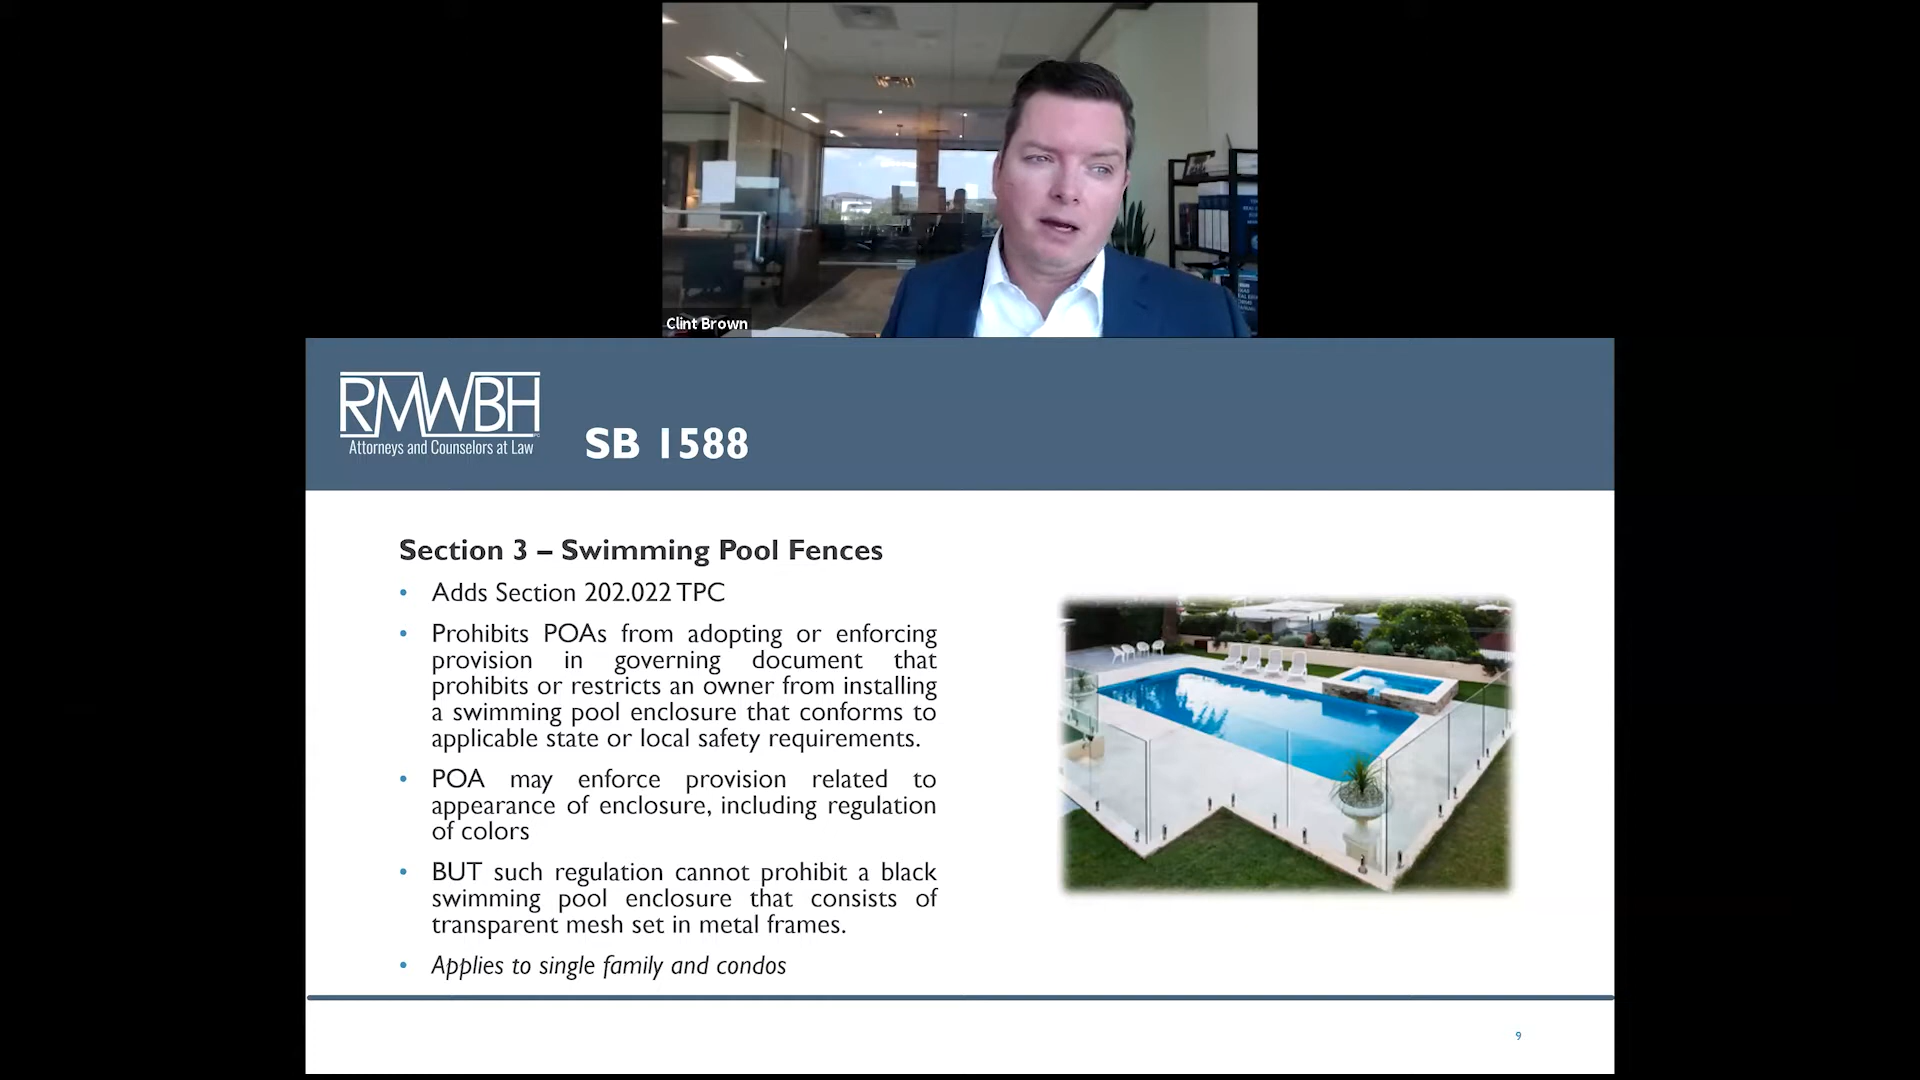 Clint Brown
RMWBH
Attorneys and Counselors at Law
SB 1588
Section 3 – Swimming Pool Fences
• Adds Section 202.022 TPC
• Prohibits POAs from adopting or enforcing
provision in governing document that
prohibits or restricts an owner from installing
a swimming pool enclosure that conforms to
applicable state or local safety requirements.
• POA may enforce provision related to
appearance of enclosure, including regulation
of colors
• BUT such regulation cannot prohibit a black
swimming pool enclosure that consists of
transparent mesh set in metal frames.
• Applies to single family and condos
9